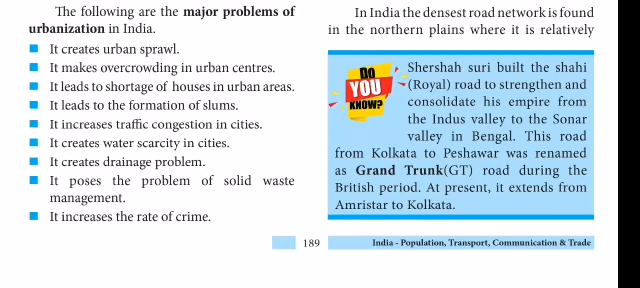 The following are the major problems of
urbanization in India.
It creates urban sprawl.
It makes overcrowding in urban centres.
It leads to shortage of houses in urban areas.
It leads to the formation of slums.
It increases traffic congestion in cities.
It creates water scarcity in cities.
It creates drainage problem.
It poses the problem of solid waste
management.
It increases the rate of crime.
In India the densest road network is found
in the northern plains where it is relatively
DO
YOU
KNOW?
Shershah suri built the shahi
(Royal) road to strengthen and
consolidate his empire from
the Indus valley to the Sonar
valley in Bengal. This road
from Kolkata to Peshawar was renamed
as Grand Trunk(GT) road during the
British period. At present, it extends from
Amristar to Kolkata.
189
India - Population, Transport, Communication & Trade